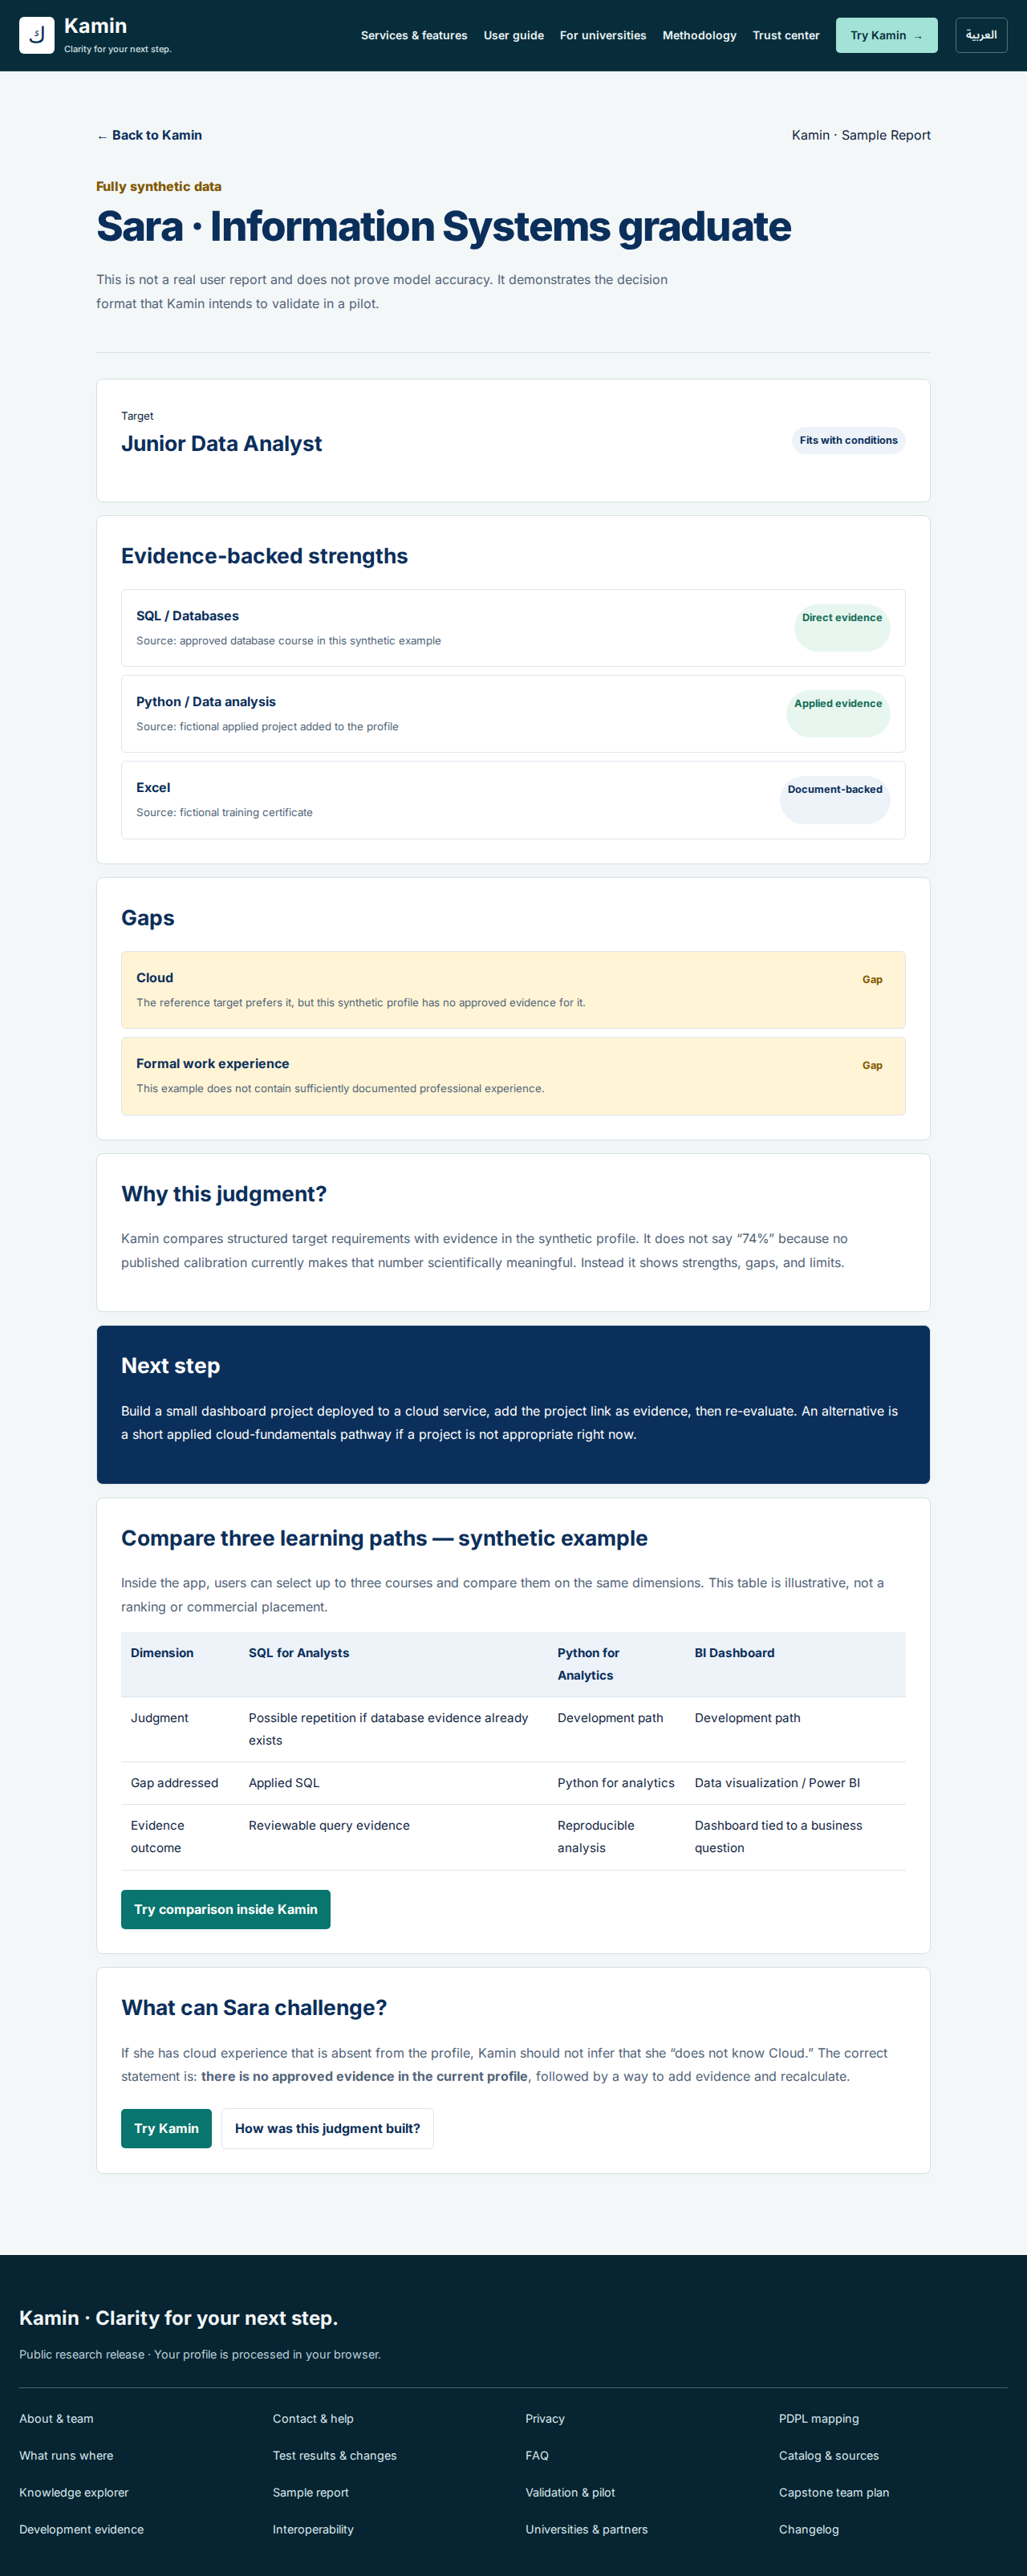 ك
Kamin
Clarity for your next step.
Services & features
User guide
For universities
Methodology
Trust center
Try Kamin →
العربية
← Back to Kamin
Kamin · Sample Report
Fully synthetic data
Sara · Information Systems graduate
This is not a real user report and does not prove model accuracy. It demonstrates the decision
format that Kamin intends to validate in a pilot.
Target
Junior Data Analyst
Fits with conditions
Evidence-backed strengths
SQL / Databases
Source: approved database course in this synthetic example
Direct evidence
Python / Data analysis
Source: fictional applied project added to the profile
Applied evidence
Excel
Source: fictional training certificate
Document-backed
Gaps
Cloud
The reference target prefers it, but this synthetic profile has no approved evidence for it.
Gap
Formal work experience
This example does not contain sufficiently documented professional experience.
Gap
Why this judgment?
Kamin compares structured target requirements with evidence in the synthetic profile. It does not say “74%” because no
published calibration currently makes that number scientifically meaningful. Instead it shows strengths, gaps, and limits.
Next step
Build a small dashboard project deployed to a cloud service, add the project link as evidence, then re-evaluate. An alternative is
a short applied cloud-fundamentals pathway if a project is not appropriate right now.
Compare three learning paths — synthetic example
Inside the app, users can select up to three courses and compare them on the same dimensions. This table is illustrative, not a
ranking or commercial placement.
Dimension
SQL for Analysts
Python for
Analytics
BI Dashboard
Judgment
Possible repetition if database evidence already
exists
Development path
Development path
Gap addressed
Applied SQL
Python for analytics
Data visualization / Power BI
Evidence
outcome
Reviewable query evidence
Reproducible
analysis
Dashboard tied to a business
question
Try comparison inside Kamin
What can Sara challenge?
If she has cloud experience that is absent from the profile, Kamin should not infer that she “does not know Cloud.” The correct
statement is: there is no approved evidence in the current profile, followed by a way to add evidence and recalculate.
Try Kamin
How was this judgment built?
Kamin · Clarity for your next step.
Public research release · Your profile is processed in your browser.
About & team
Contact & help
Privacy
PDPL mapping
What runs where
Test results & changes
FAQ
Catalog & sources
Knowledge explorer
Sample report
Validation & pilot
Capstone team plan
Development evidence
Interoperability
Universities & partners
Changelog